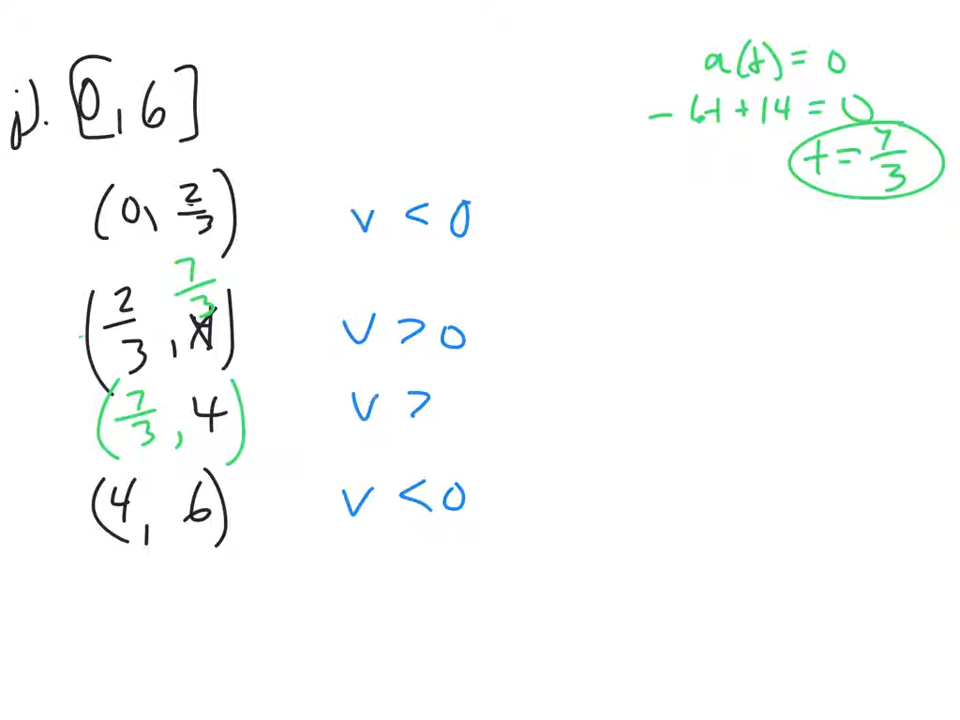 j). [0, 6]
a(t) = 0
-6t + 14 = 0
t = 7/3
(0, 2/3) v < 0
(2/3, 7/3) v > 0
(7/3, 4) v >
(4, 6) v < 0